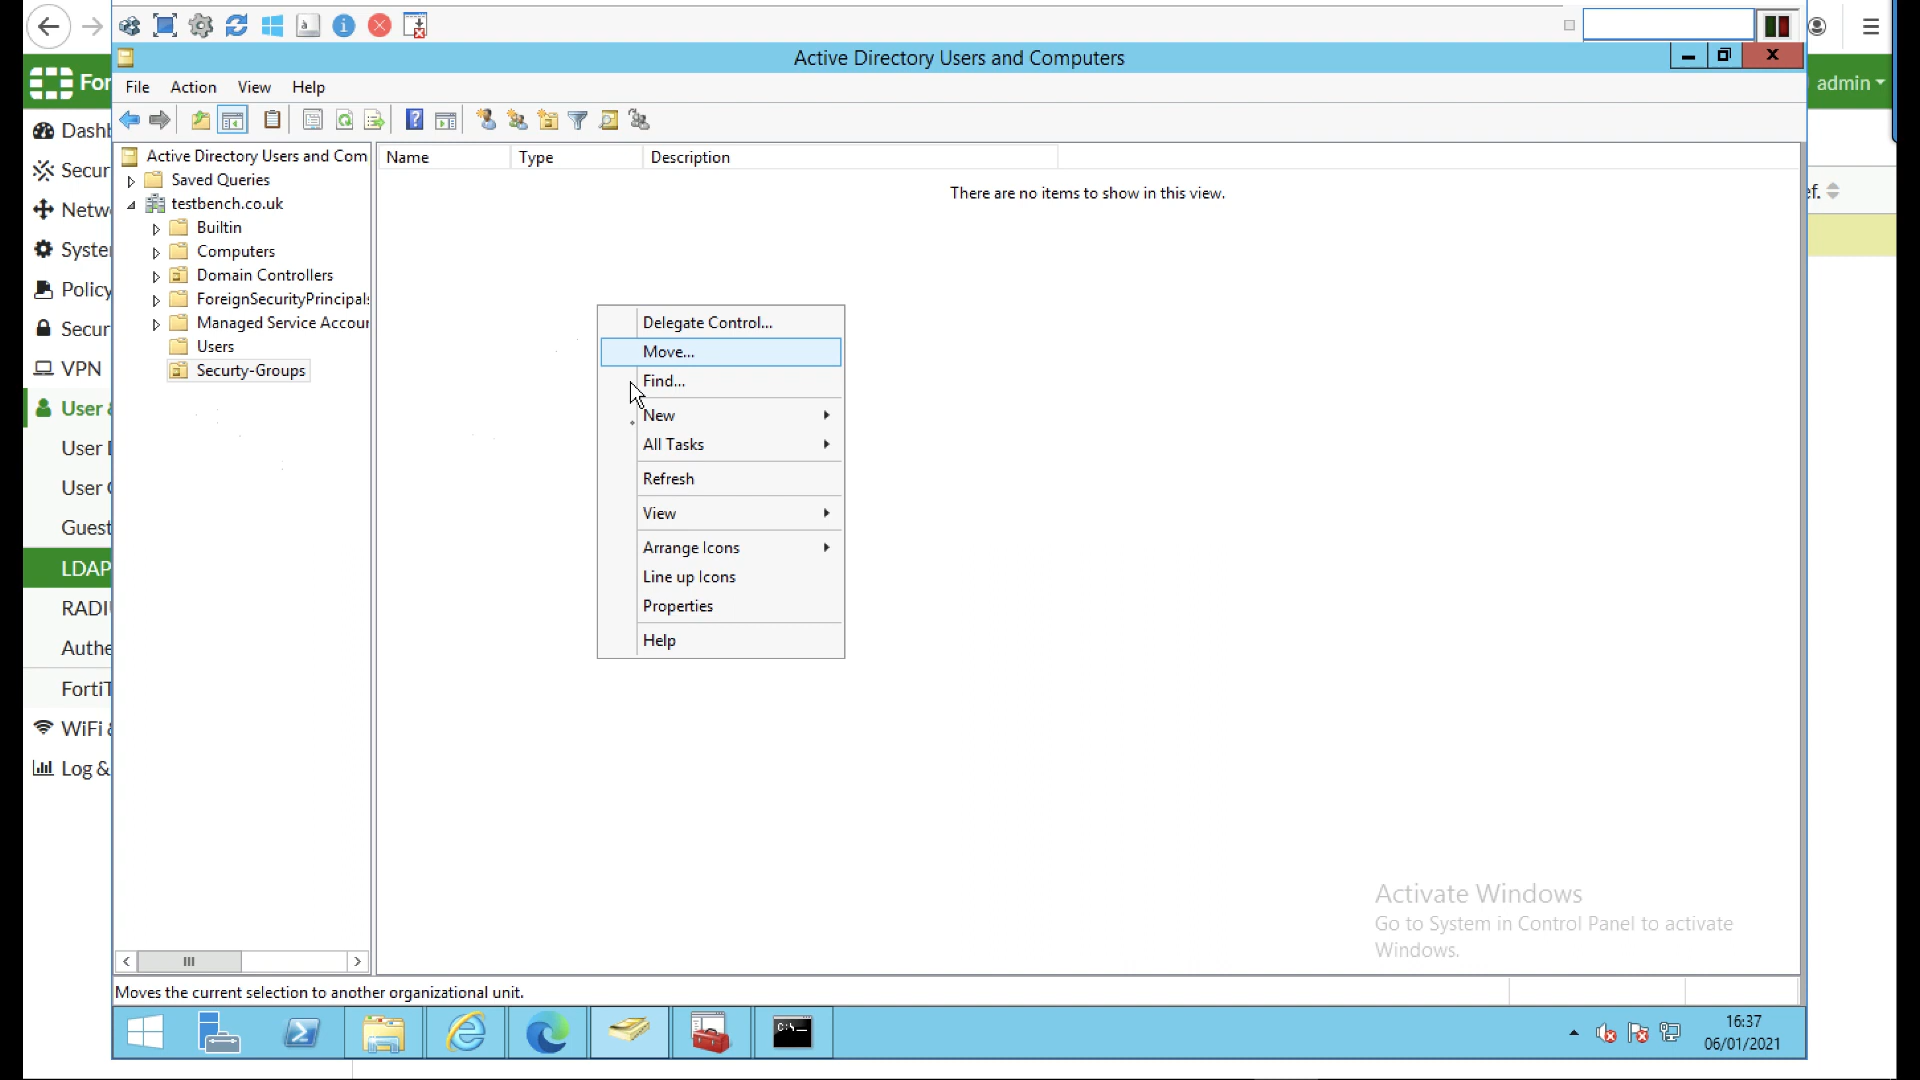 a
Active Directory Users and Computers
For
admin
File
Action
View
Help
Dashb
Secur
Netw
Syste
Policy
Secur
VPN
User &
User
User
Guest
LDAP
RADI
Authe
FortiT
WiFi &
Log &
Active Directory Users and Com
Saved Queries
testbench.co.uk
Builtin
Computers
Domain Controllers
ForeignSecurityPrincipals
Managed Service Accour
Users
Securty-Groups
Name
Type
Description
There are no items to show in this view.
ef.
Delegate Control...
Move...
Find...
New
All Tasks
Refresh
View
Arrange Icons
Line up Icons
Properties
Help
Activate Windows
Go to System in Control Panel to activate
Windows.
Moves the current selection to another organizational unit.
C:\_
16:37
06/01/2021